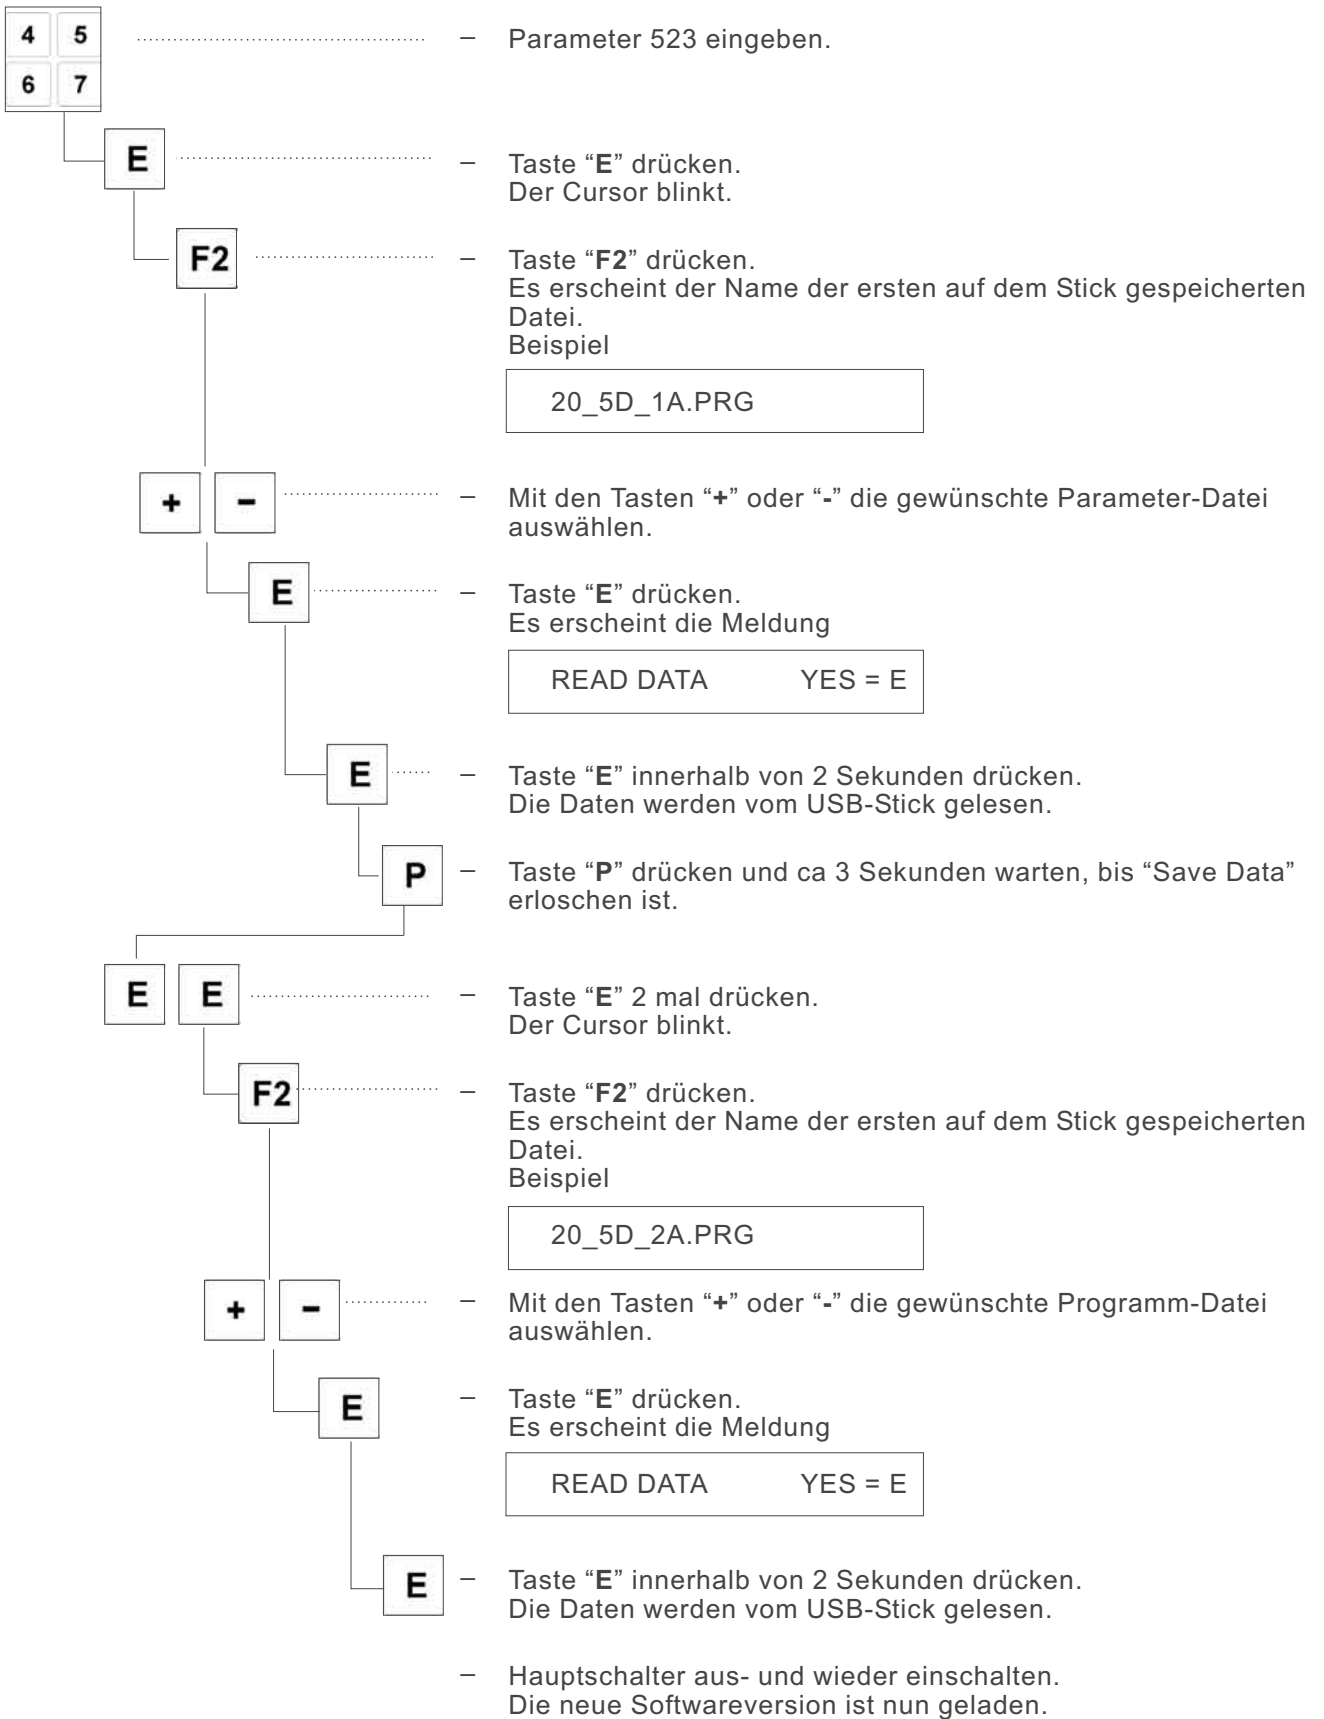 4 5
6 7
– Parameter 523 eingeben.
E
– Taste “E” drücken.
Der Cursor blinkt.
F2
– Taste “F2” drücken.
Es erscheint der Name der ersten auf dem Stick gespeicherten
Datei.
Beispiel
20_5D_1A.PRG
+ -
– Mit den Tasten “+” oder “-” die gewünschte Parameter-Datei
auswählen.
E
– Taste “E” drücken.
Es erscheint die Meldung
READ DATA YES = E
E
– Taste “E” innerhalb von 2 Sekunden drücken.
Die Daten werden vom USB-Stick gelesen.
P
– Taste “P” drücken und ca 3 Sekunden warten, bis “Save Data”
erloschen ist.
E E
– Taste “E” 2 mal drücken.
Der Cursor blinkt.
F2
– Taste “F2” drücken.
Es erscheint der Name der ersten auf dem Stick gespeicherten
Datei.
Beispiel
20_5D_2A.PRG
+ -
– Mit den Tasten “+” oder “-” die gewünschte Programm-Datei
auswählen.
E
– Taste “E” drücken.
Es erscheint die Meldung
READ DATA YES = E
E
– Taste “E” innerhalb von 2 Sekunden drücken.
Die Daten werden vom USB-Stick gelesen.
– Hauptschalter aus- und wieder einschalten.
Die neue Softwareversion ist nun geladen.